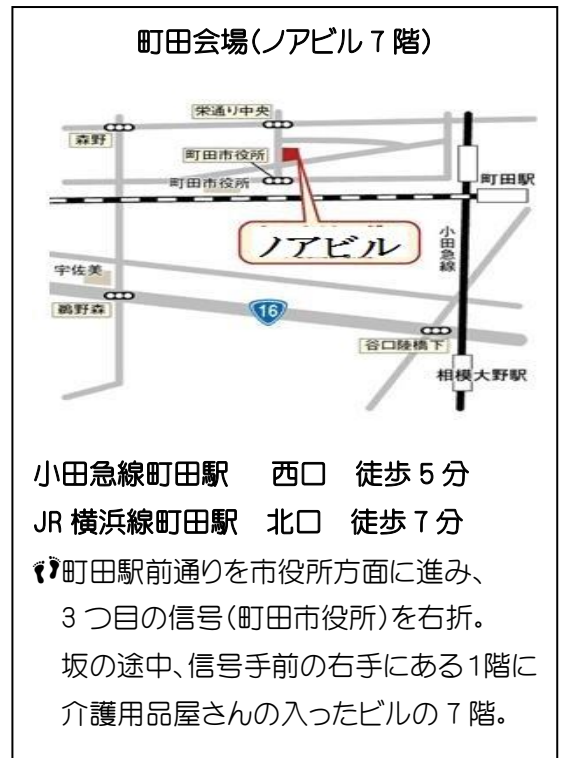 町田会場(ノアビル7階)
栄通り中央
森野
町田市役所
町田市役所
町田駅
ノアビル
小田急線
宇佐美
鵜野森
16
谷口陸橋下
相模大野駅
小田急線町田駅 西口 徒歩5分
JR横浜線町田駅 北口 徒歩7分
町田駅前通りを市役所方面に進み、
3つ目の信号(町田市役所)を右折。
坂の途中、信号手前の右手にある1階に
介護用品屋さんの入ったビルの7階。